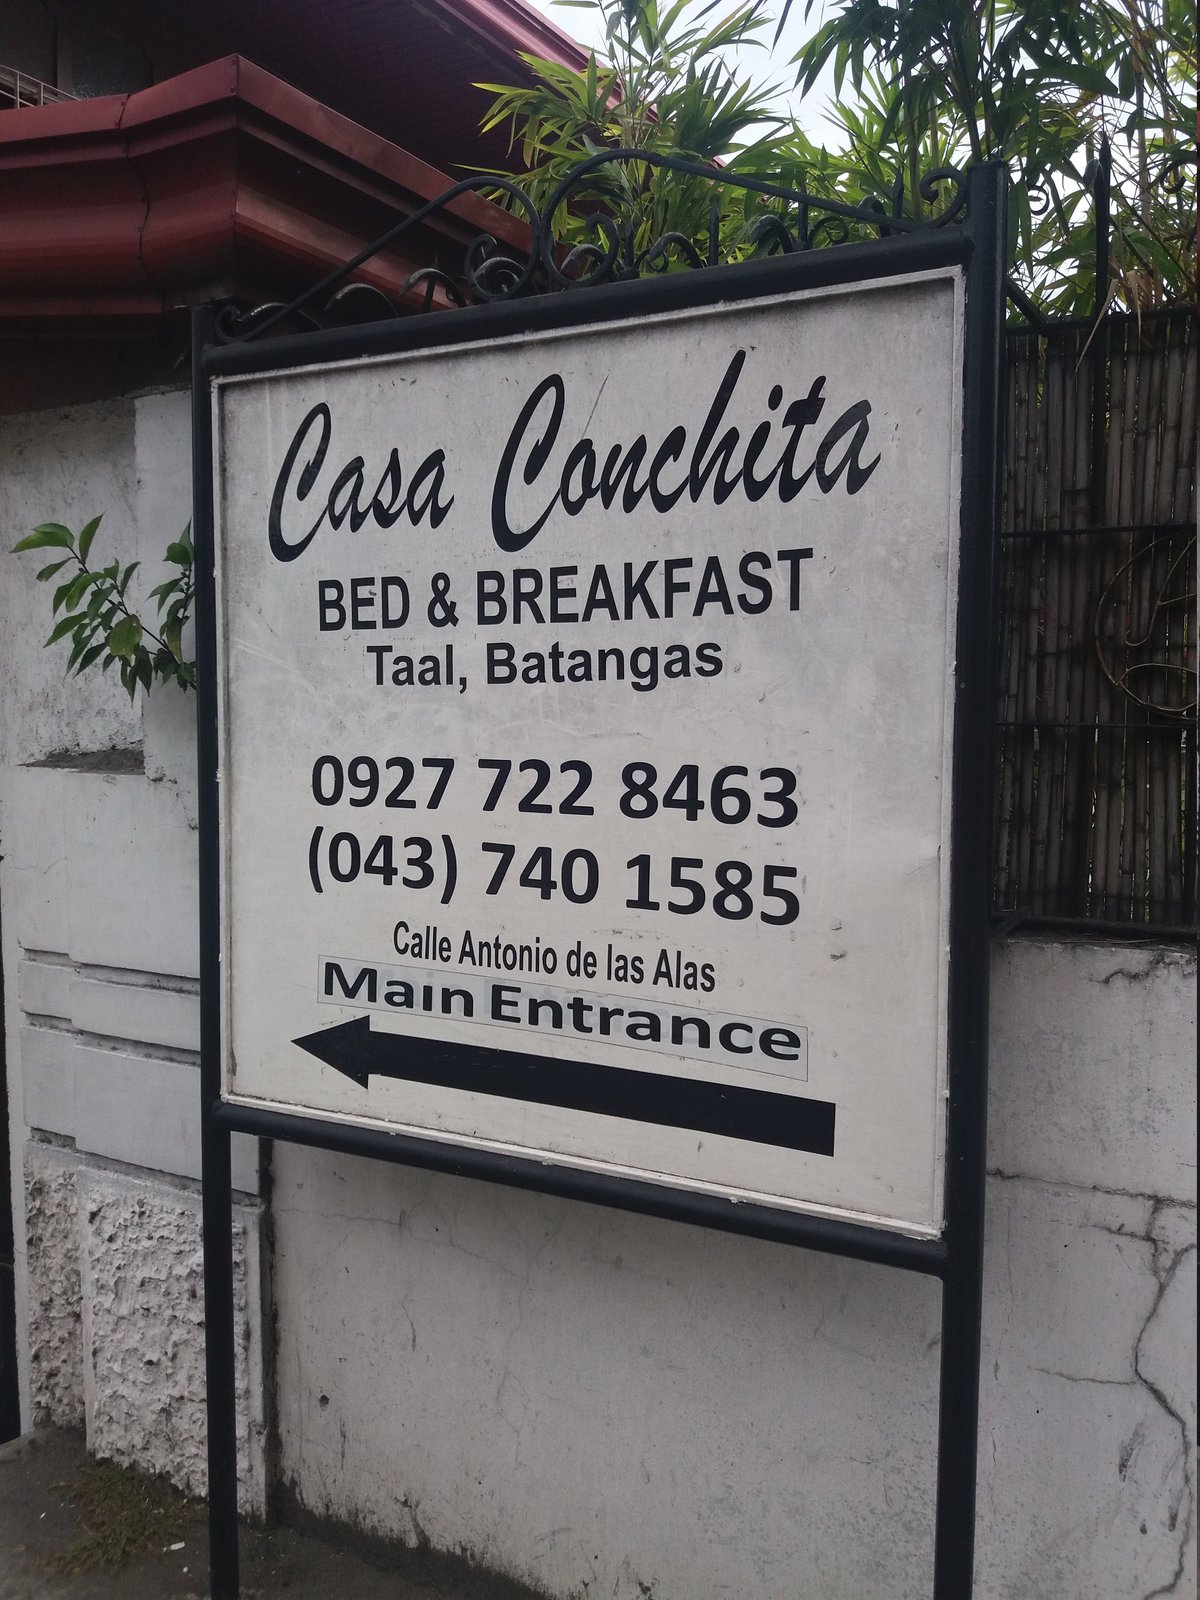 Casa Conchita
BED & BREAKFAST
Taal, Batangas
0927 722 8463
(043) 740 1585
Calle Antonio de las Alas
Main Entrance